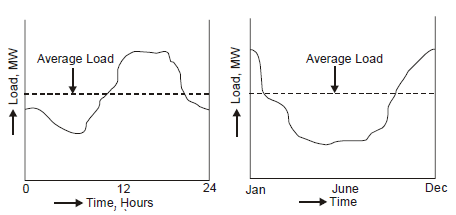 Load, MW
Average Load
0 12 24
Time, Hours
Load, MW
Average Load
Jan June Dec
Time